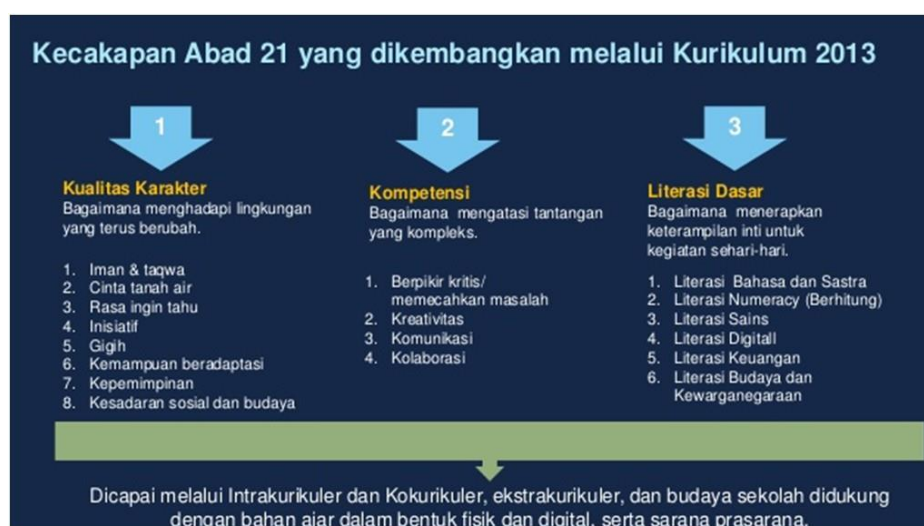 Kecakapan Abad 21 yang dikembangkan melalui Kurikulum 2013
1
Kualitas Karakter
Bagaimana menghadapi lingkungan
yang terus berubah.
1. Iman & taqwa
2. Cinta tanah air
3. Rasa ingin tahu
4. Inisiatif
5. Gigih
6. Kemampuan beradaptasi
7. Kepemimpinan
8. Kesadaran sosial dan budaya
2
Kompetensi
Bagaimana mengatasi tantangan
yang kompleks.
1. Berpikir kritis/
memecahkan masalah
2. Kreativitas
3. Komunikasi
4. Kolaborasi
3
Literasi Dasar
Bagaimana menerapkan
keterampilan inti untuk
kegiatan sehari-hari.
1. Literasi Bahasa dan Sastra
2. Literasi Numeracy (Berhitung)
3. Literasi Sains
4. Literasi Digitall
5. Literasi Keuangan
6. Literasi Budaya dan
Kewarganegaraan
Dicapai melalui Intrakurikuler dan Kokurikuler, ekstrakurikuler, dan budaya sekolah didukung
dengan bahan ajar dalam bentuk fisik dan digital, serta sarana prasarana.